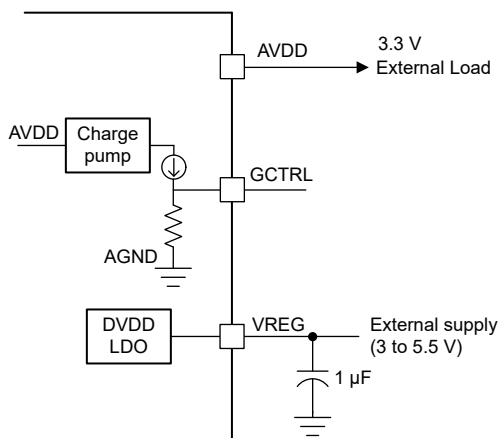 AVDD
3.3 V
External Load
AVDD
Charge
pump
GCTRL
AGND
DVDD
LDO
VREG
External supply
(3 to 5.5 V)
1 µF